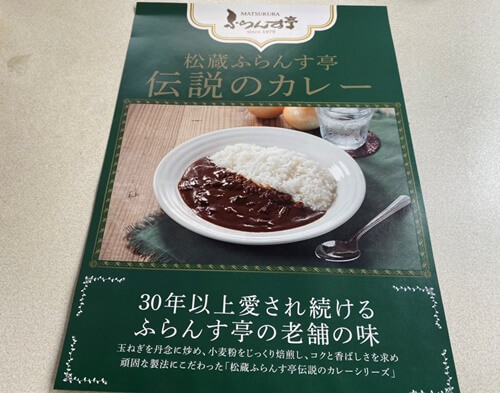 MATSUKURA
ふらんす亭
since 1979
松蔵ふらんす亭
伝説のカレー
30年以上愛され続ける
ふらんす亭の老舗の味
玉ねぎを丹念に炒め、小麦粉をじっくり焙煎し、コクと香ばしさを求め
頑固な製法にこだわった「松蔵ふらんす亭伝説のカレーシリーズ」